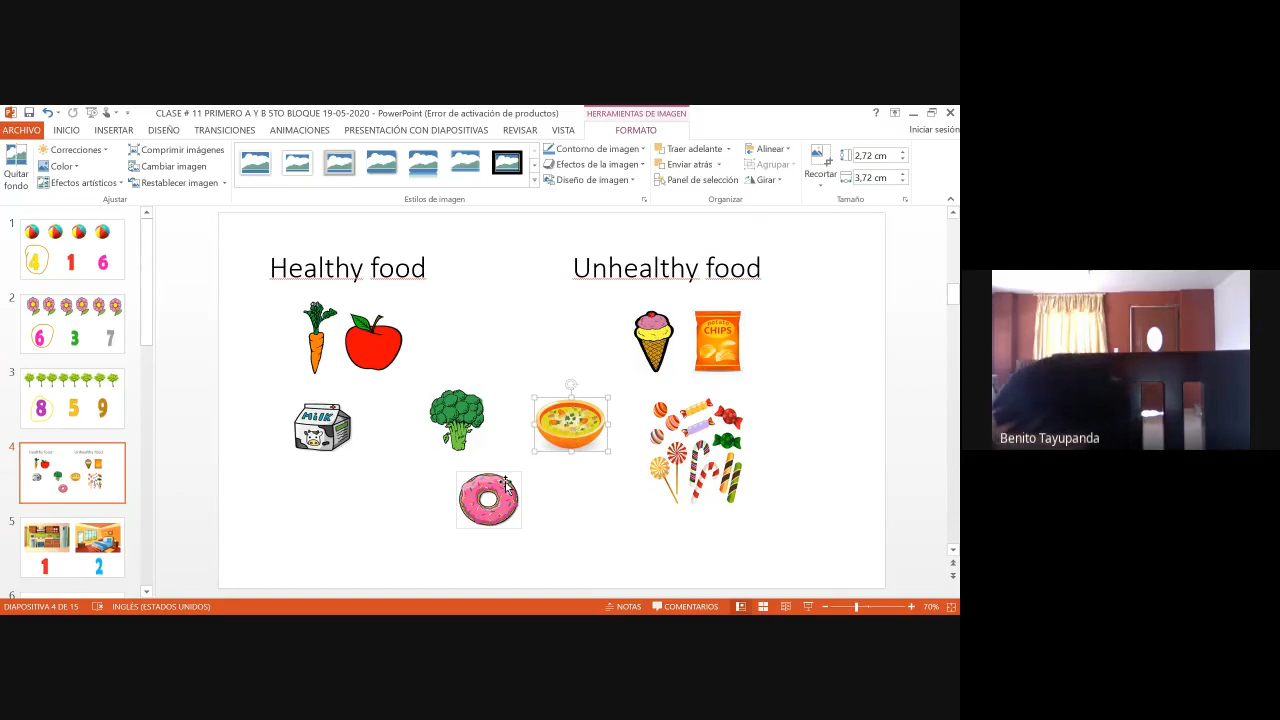 CLASE # 11 PRIMERO A Y B 5TO BLOQUE 19-05-2020 - PowerPoint (Error de activación de productos)
HERRAMIENTAS DE IMAGEN
?
ARCHIVO INICIO INSERTAR DISEÑO TRANSICIONES ANIMACIONES PRESENTACIÓN CON DIAPOSITIVAS REVISAR VISTA FORMATO Iniciar sesión
Quitar fondo
Correcciones
Color
Efectos artísticos
Comprimir imágenes
Cambiar imagen
Restablecer imagen
Ajustar
Contorno de imagen
Efectos de la imagen
Diseño de imagen
Estilos de imagen
Traer adelante
Enviar atrás
Panel de selección
Alinear
Agrupar
Girar
Organizar
Recortar
2,72 cm
3,72 cm
Tamaño
1
4 1 6
2
6 3 7
3
8 5 9
4
Healthy food Unhealthy food
5
1 2
6
Healthy food
Unhealthy food
MILK
potato
CHIPS
Benito Tayupanda
DIAPOSITIVA 4 DE 15 INGLÉS (ESTADOS UNIDOS) NOTAS COMENTARIOS 70%